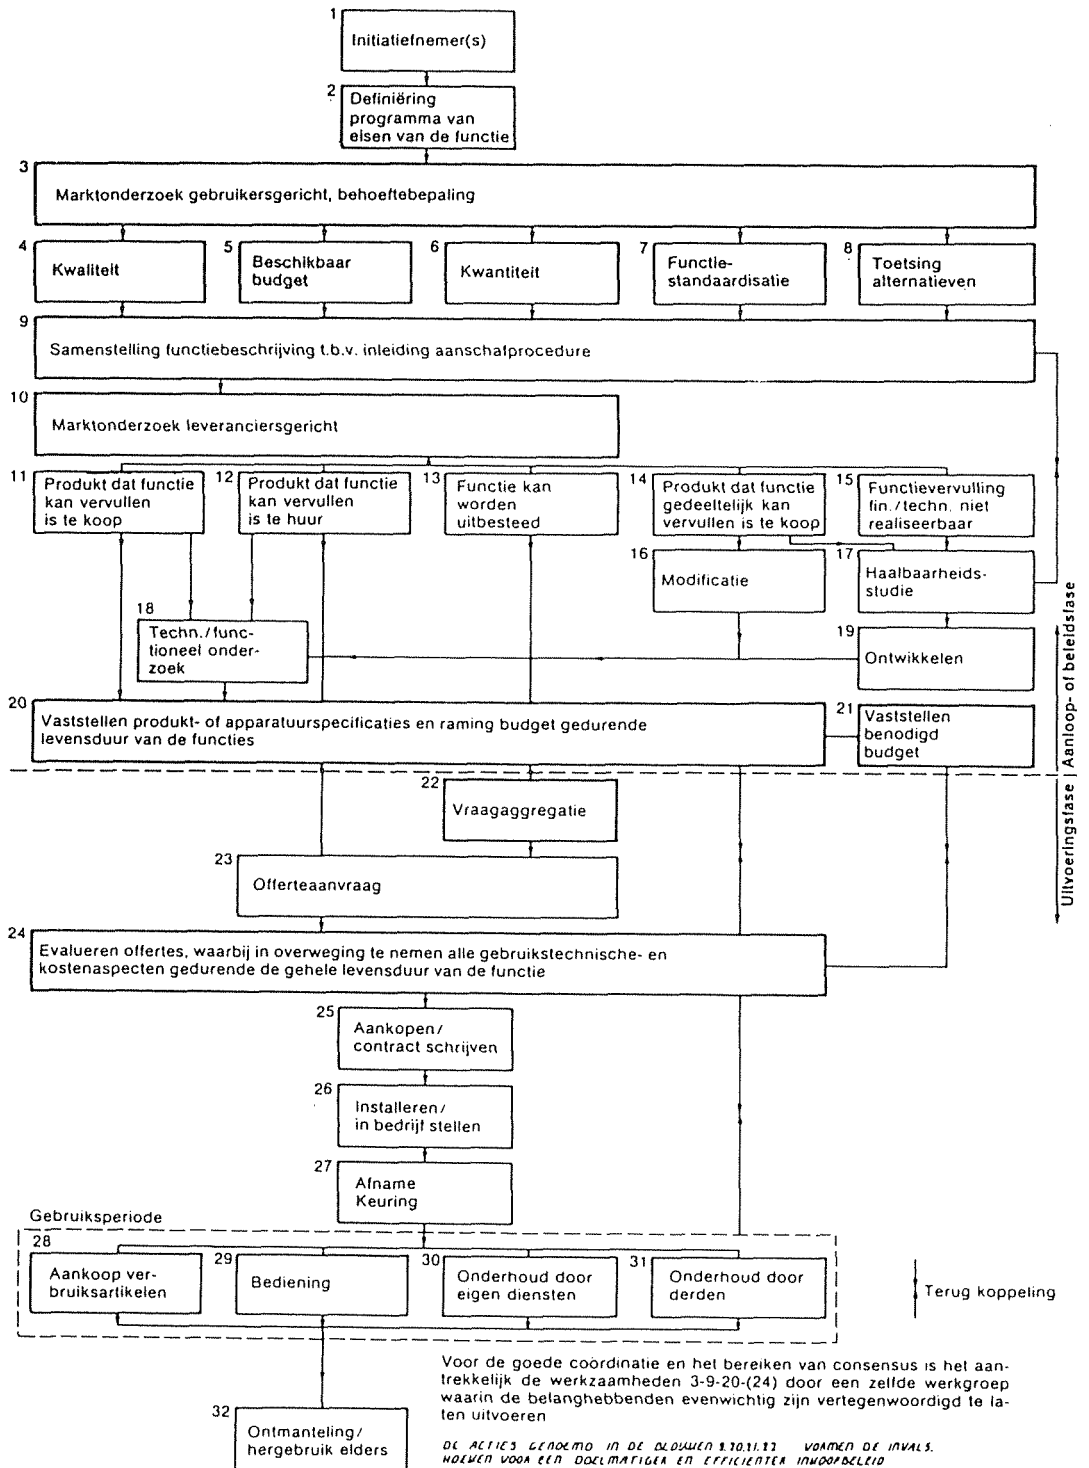 1
Initiatiefnemer(s)
2
Definiëring
programma van
eisen van de functie
3
Marktonderzoek gebruikersgericht, behoeftebepaling
4
Kwaliteit
5
Beschikbaar
budget
6
Kwantiteit
7
Functie-
standaardisatie
8
Toetsing
alternatieven
9
Samenstelling functiebeschrijving t.b.v. inleiding aanschafprocedure
10
Marktonderzoek leveranciersgericht
11
Produkt dat functie
kan vervullen
is te koop
12
Produkt dat functie
kan vervullen
is te huur
13
Functie kan
worden
uitbesteed
14
Produkt dat functie
gedeeltelijk kan
vervullen is te koop
15
Functievervulling
fin./techn. niet
realiseerbaar
16
Modificatie
17
Haalbaarheids-
studie
18
Techn./func-
tioneel onder-
zoek
19
Ontwikkelen
20
Vaststellen produkt- of apparatuurspecificaties en raming budget gedurende
levensduur van de functies
21
Vaststellen
benodigd
budget
Aanloop- of beleidsfase
Uitvoeringsfase
22
Vraagaggregatie
23
Offerteaanvraag
24
Evalueren offertes, waarbij in overweging te nemen alle gebruikstechnische- en
kostenaspecten gedurende de gehele levensduur van de functie
25
Aankopen/
contract schrijven
26
Installeren/
in bedrijf stellen
27
Afname
Keuring
Gebruiksperiode
28
Aankoop ver-
bruiksartikelen
29
Bediening
30
Onderhoud door
eigen diensten
31
Onderhoud door
derden
Terug koppeling
32
Ontmanteling/
hergebruik elders
Voor de goede coördinatie en het bereiken van consensus is het aan-
trekkelijk de werkzaamheden 3-9-20-(24) door een zelfde werkgroep
waarin de belanghebbenden evenwichtig zijn vertegenwoordigd te la-
ten uitvoeren
DE ACTIES GENOEMD IN DE VORMEN DE INVALS-
HOEKEN VOOR EEN DOELMATIGER EN EFFICIENTER INKOOPBELEID